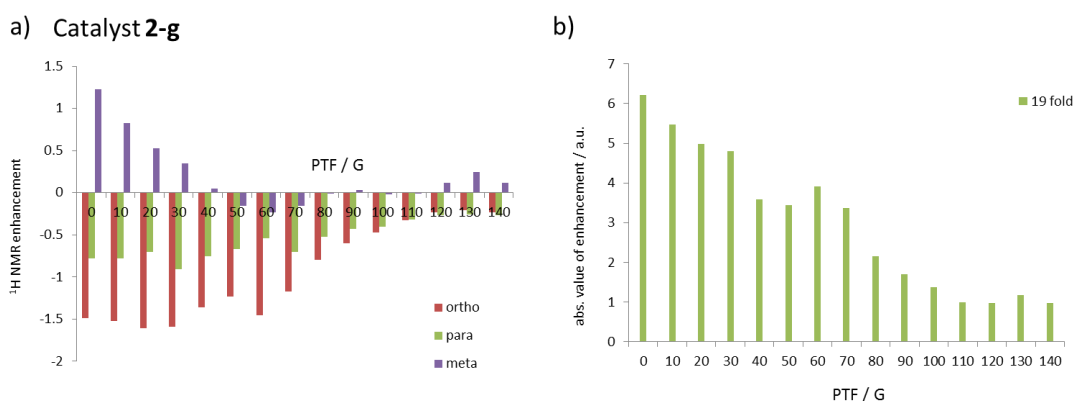 a) Catalyst 2-g
1.5
1
0.5
0
-0.5
-1
-1.5
-2
¹H NMR enhancement
PTF / G
0 10 20 30 40 50 60 70 80 90 100 110 120 130 140
ortho
para
meta
b)
7
6
5
4
3
2
1
0
abs. value of enhancement / a.u.
19 fold
0 10 20 30 40 50 60 70 80 90 100 110 120 130 140
PTF / G